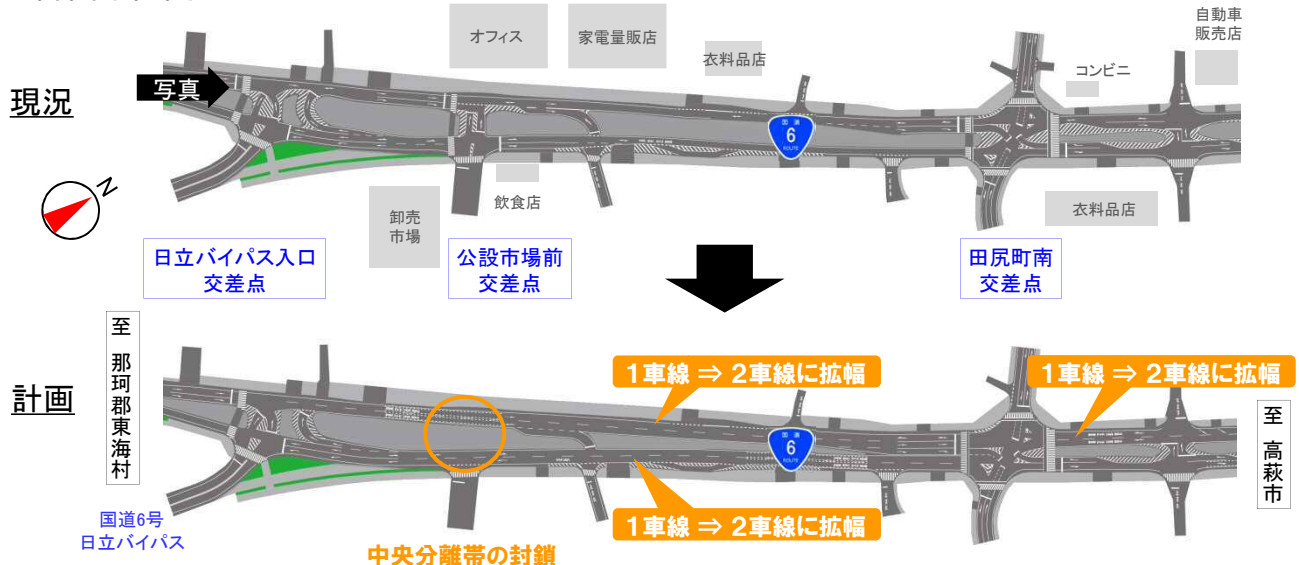 オフィス
家電量販店
衣料品店
自動車
販売店
コンビニ
現況
写真
国道
6
ROUTE
N
卸売
市場
飲食店
衣料品店
日立バイパス入口
交差点
公設市場前
交差点
田尻町南
交差点
計画
至 那珂郡東海村
1車線 ⇒ 2車線に拡幅
1車線 ⇒ 2車線に拡幅
国道
6
ROUTE
至 高萩市
1車線 ⇒ 2車線に拡幅
国道6号
日立バイパス
中央分離帯の封鎖